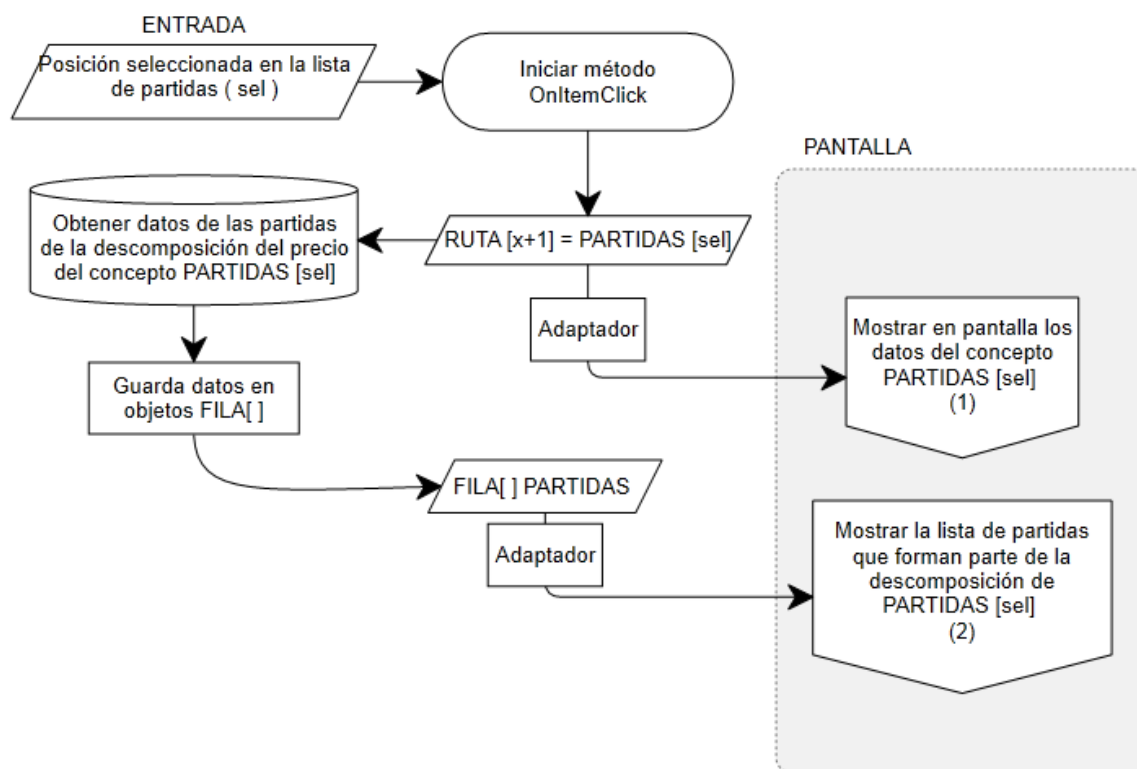 ENTRADA
Posición seleccionada en la lista
de partidas ( sel )
Iniciar método
OnItemClick
PANTALLA
Obtener datos de las partidas
de la descomposición del precio
del concepto PARTIDAS [sel]
RUTA [x+1] = PARTIDAS [sel]
Adaptador
Mostrar en pantalla los
datos del concepto
PARTIDAS [sel]
(1)
Guarda datos en
objetos FILA[ ]
FILA[ ] PARTIDAS
Adaptador
Mostrar la lista de partidas
que forman parte de la
descomposición de
PARTIDAS [sel]
(2)